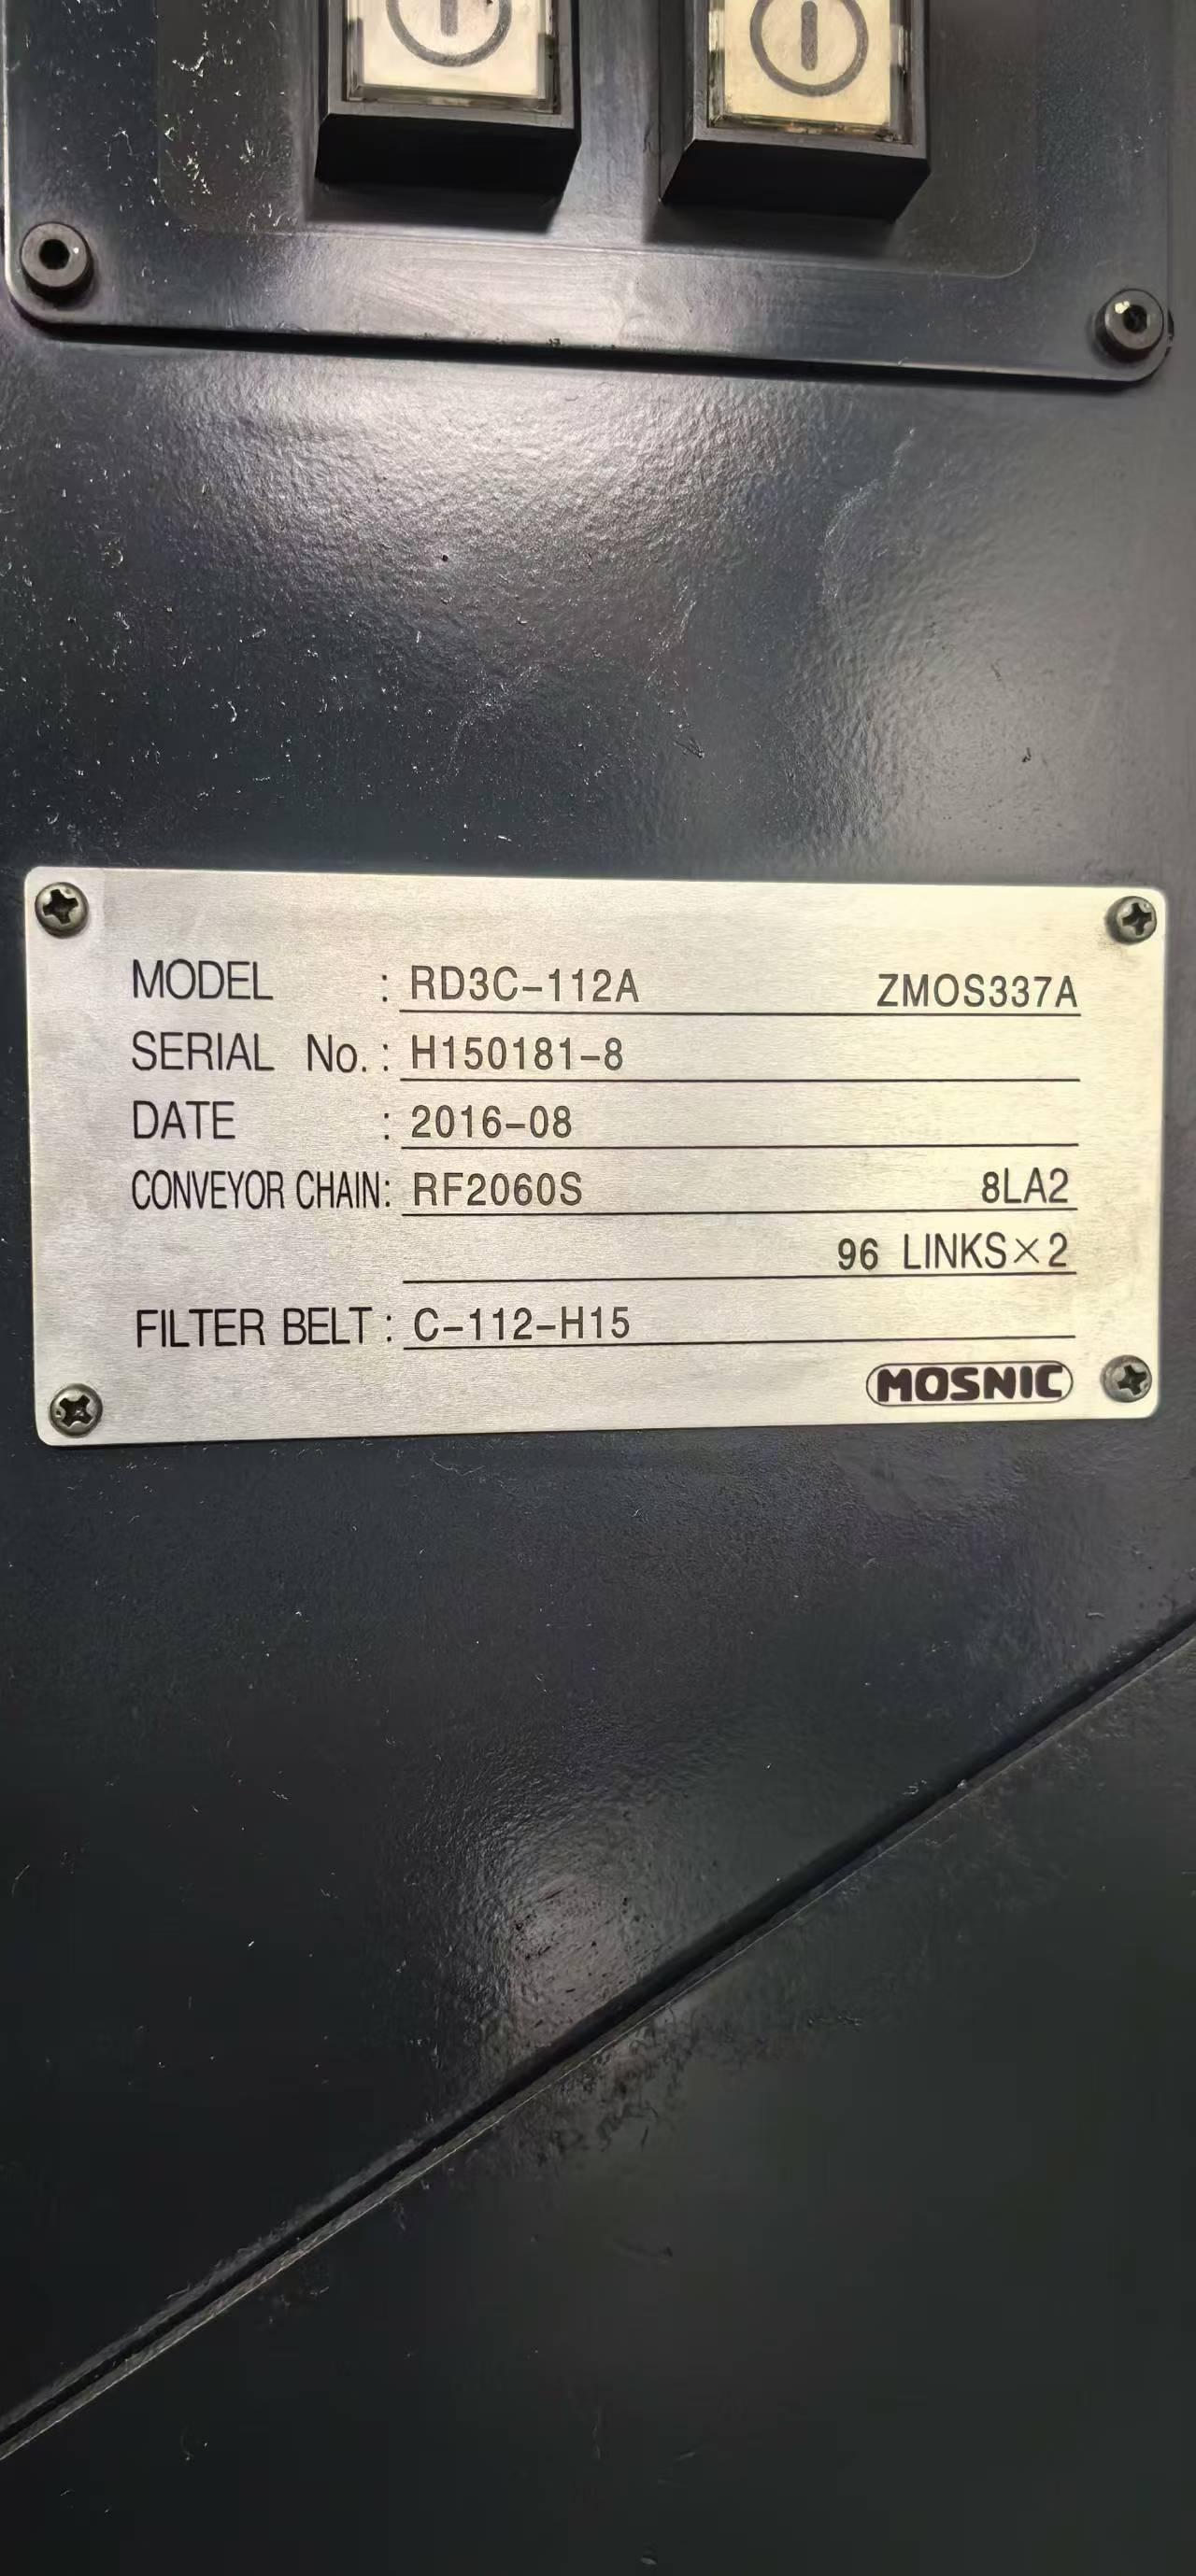 MODEL : RD3C-112A ZMOS337A
SERIAL No. : H150181-8
DATE : 2016-08
CONVEYOR CHAIN: RF2060S 8LA2
96 LINKS×2
FILTER BELT : C-112-H15
MOSNIC